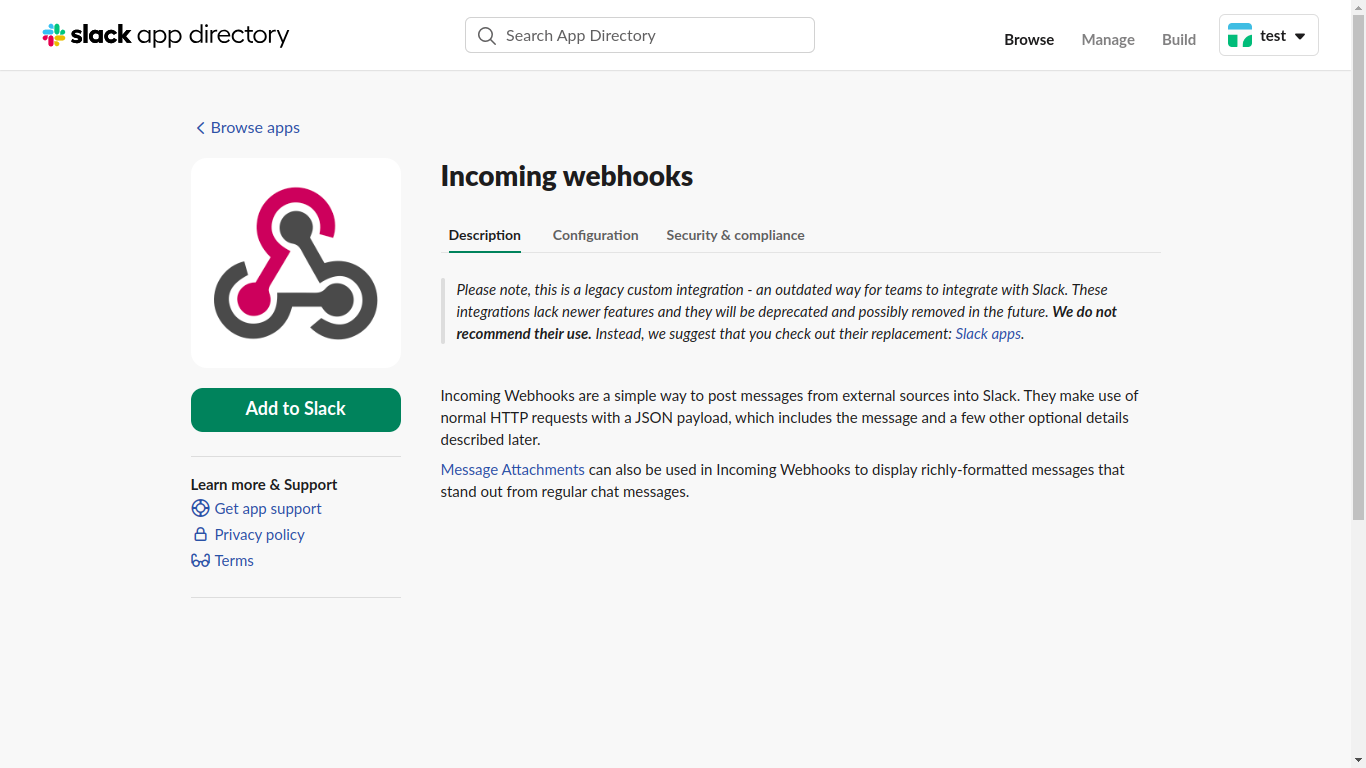 slack app directory
Search App Directory
Browse
Manage
Build
test
Browse apps
Incoming webhooks
Description
Configuration
Security & compliance
Please note, this is a legacy custom integration - an outdated way for teams to integrate with Slack. These
integrations lack newer features and they will be deprecated and possibly removed in the future. We do not
recommend their use. Instead, we suggest that you check out their replacement: Slack apps.
Add to Slack
Incoming Webhooks are a simple way to post messages from external sources into Slack. They make use of
normal HTTP requests with a JSON payload, which includes the message and a few other optional details
described later.
Message Attachments can also be used in Incoming Webhooks to display richly-formatted messages that
stand out from regular chat messages.
Learn more & Support
Get app support
Privacy policy
Terms